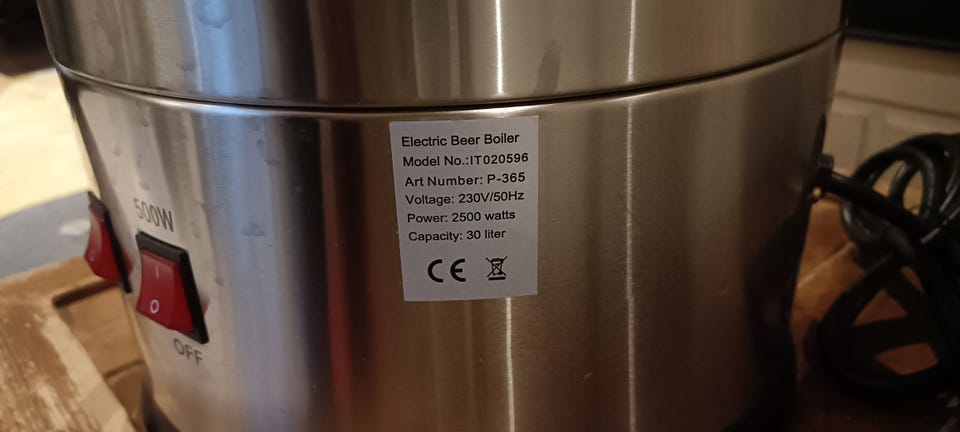 Electric Beer Boiler
Model No.:IT020596
Art Number: P-365
Voltage: 230V/50Hz
Power: 2500 watts
Capacity: 30 liter
CE
500W
I
O
OFF